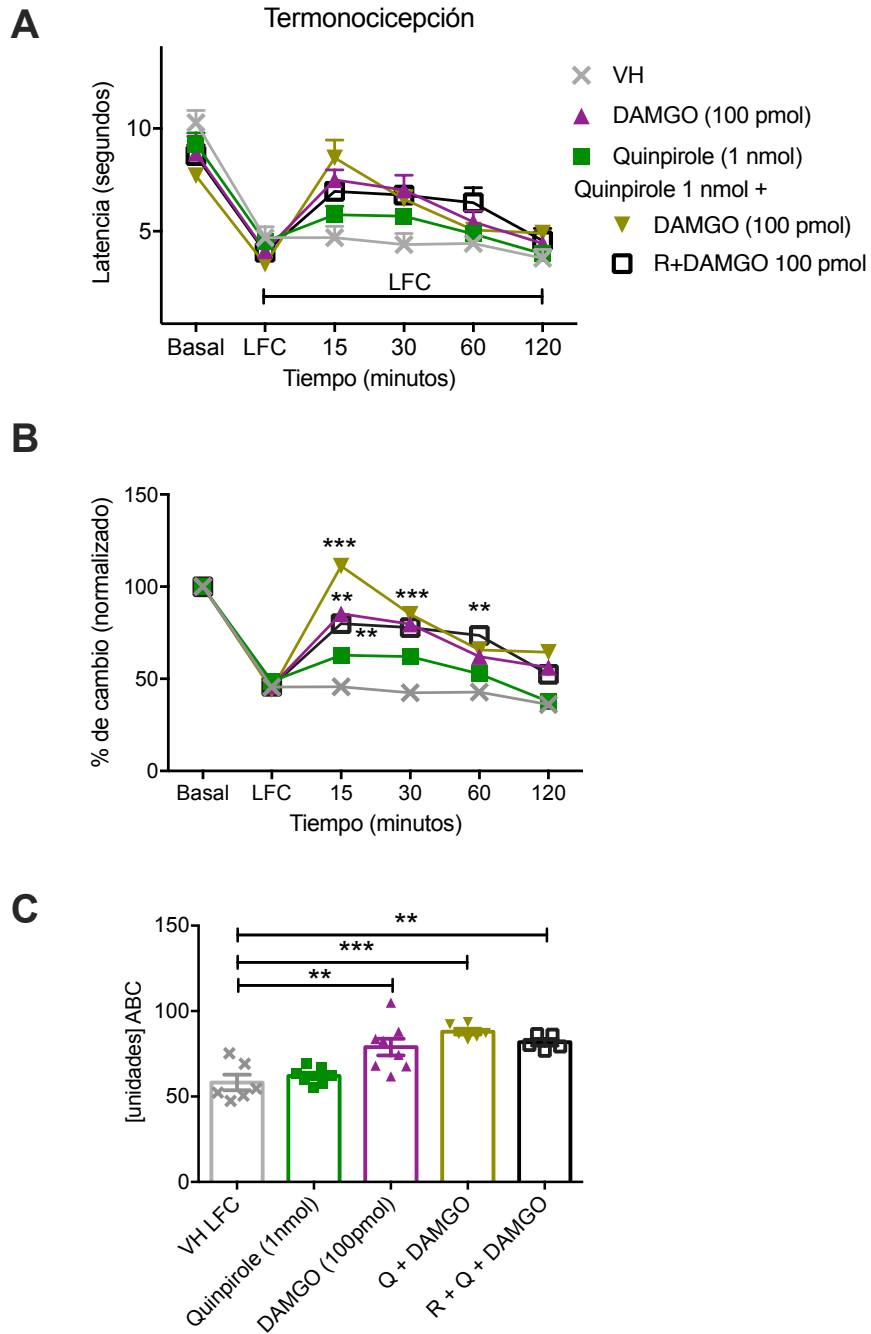 A
Termonocicepción
Latencia (segundos)
10
5
LFC
Basal LFC 15 30 60 120
Tiempo (minutos)
VH
DAMGO (100 pmol)
Quinpirole (1 nmol)
Quinpirole 1 nmol +
DAMGO (100 pmol)
R+DAMGO 100 pmol
B
% de cambio (normalizado)
150
100
50
0
***
**
**
***
**
Basal LFC 15 30 60 120
Tiempo (minutos)
C
[unidades] ABC
150
100
50
0
**
***
**
VH LFC
Quinpirole (1nmol)
DAMGO (100pmol)
Q + DAMGO
R + Q + DAMGO